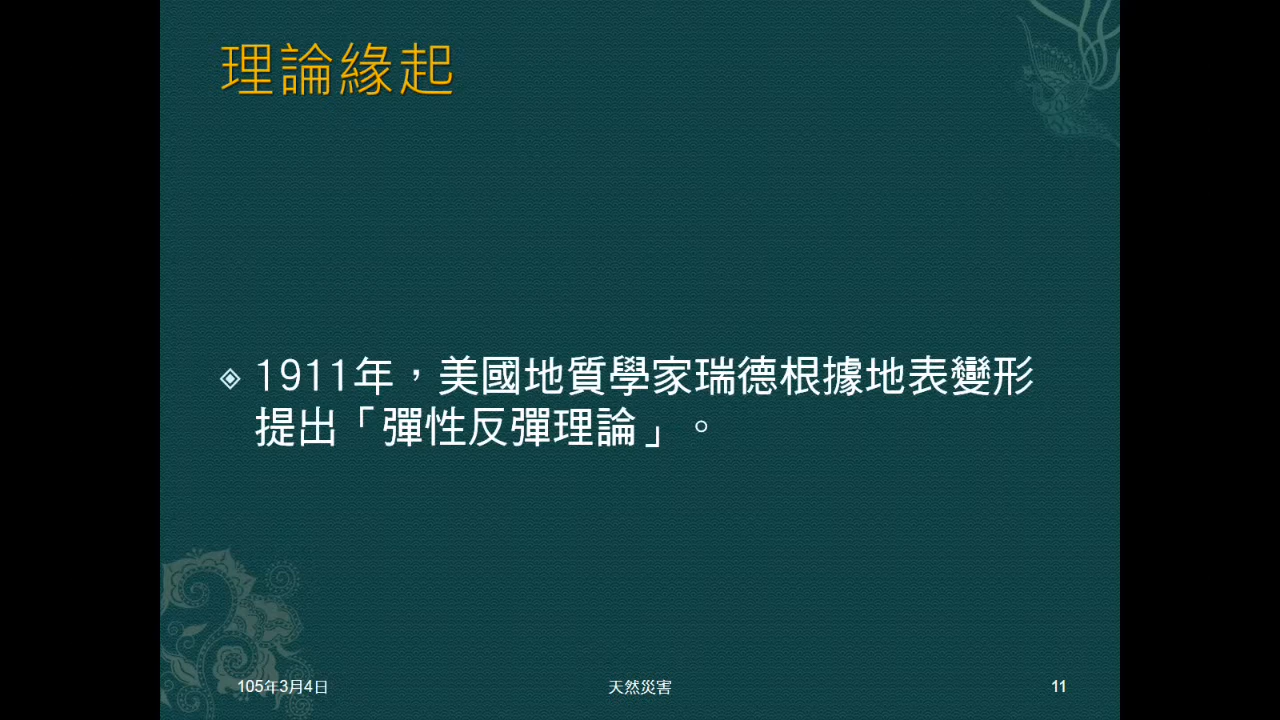 理論緣起
1911年，美國地質學家瑞德根據地表變形
提出「彈性反彈理論」。
105年3月4日
天然災害
11